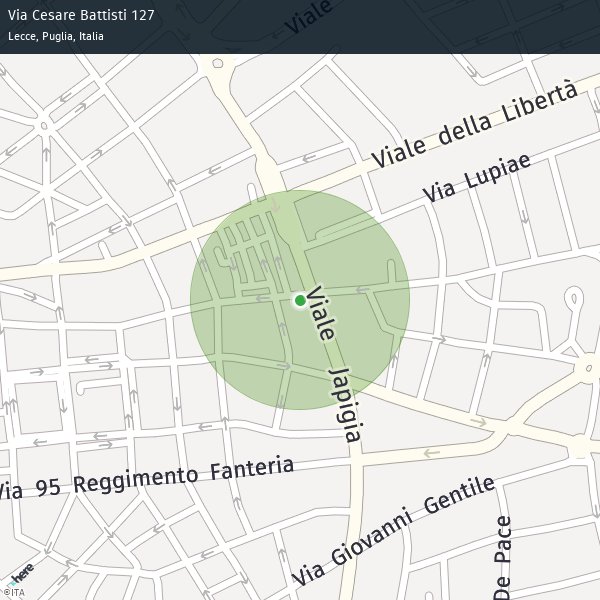 Via Cesare Battisti 127
Lecce, Puglia, Italia
Viale
Viale della Libertà
Via Lupiae
Viale Japigia
Via 95 Reggimento Fanteria
Via Giovanni Gentile
De Pace
here
©ITA